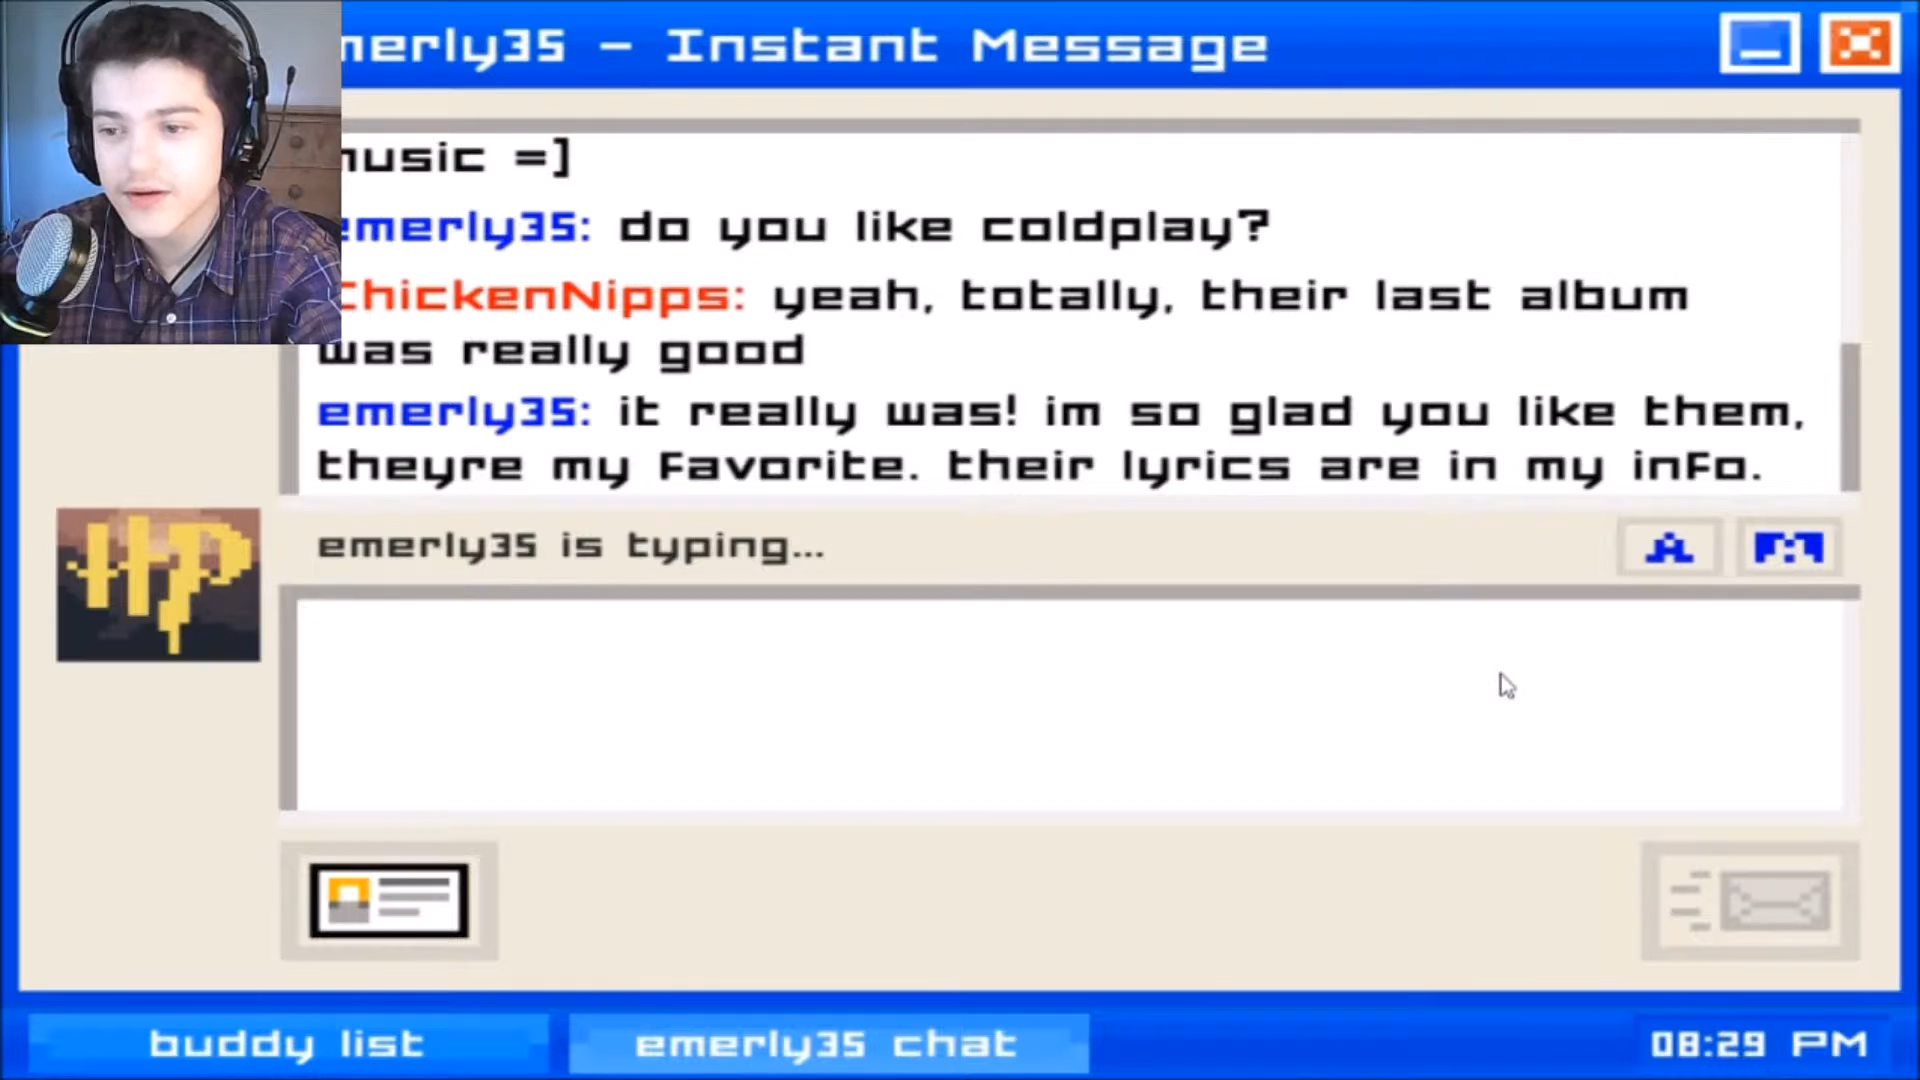 merly35 - Instant Message
music =]
emerly35: do you like coldplay?
ChickenNipps: yeah, totally, their last album
was really good
emerly35: it really was! im so glad you like them,
theyre my favorite. their lyrics are in my info.
HP
emerly35 is typing...
A
buddy list
emerly35 chat
08:29 PM